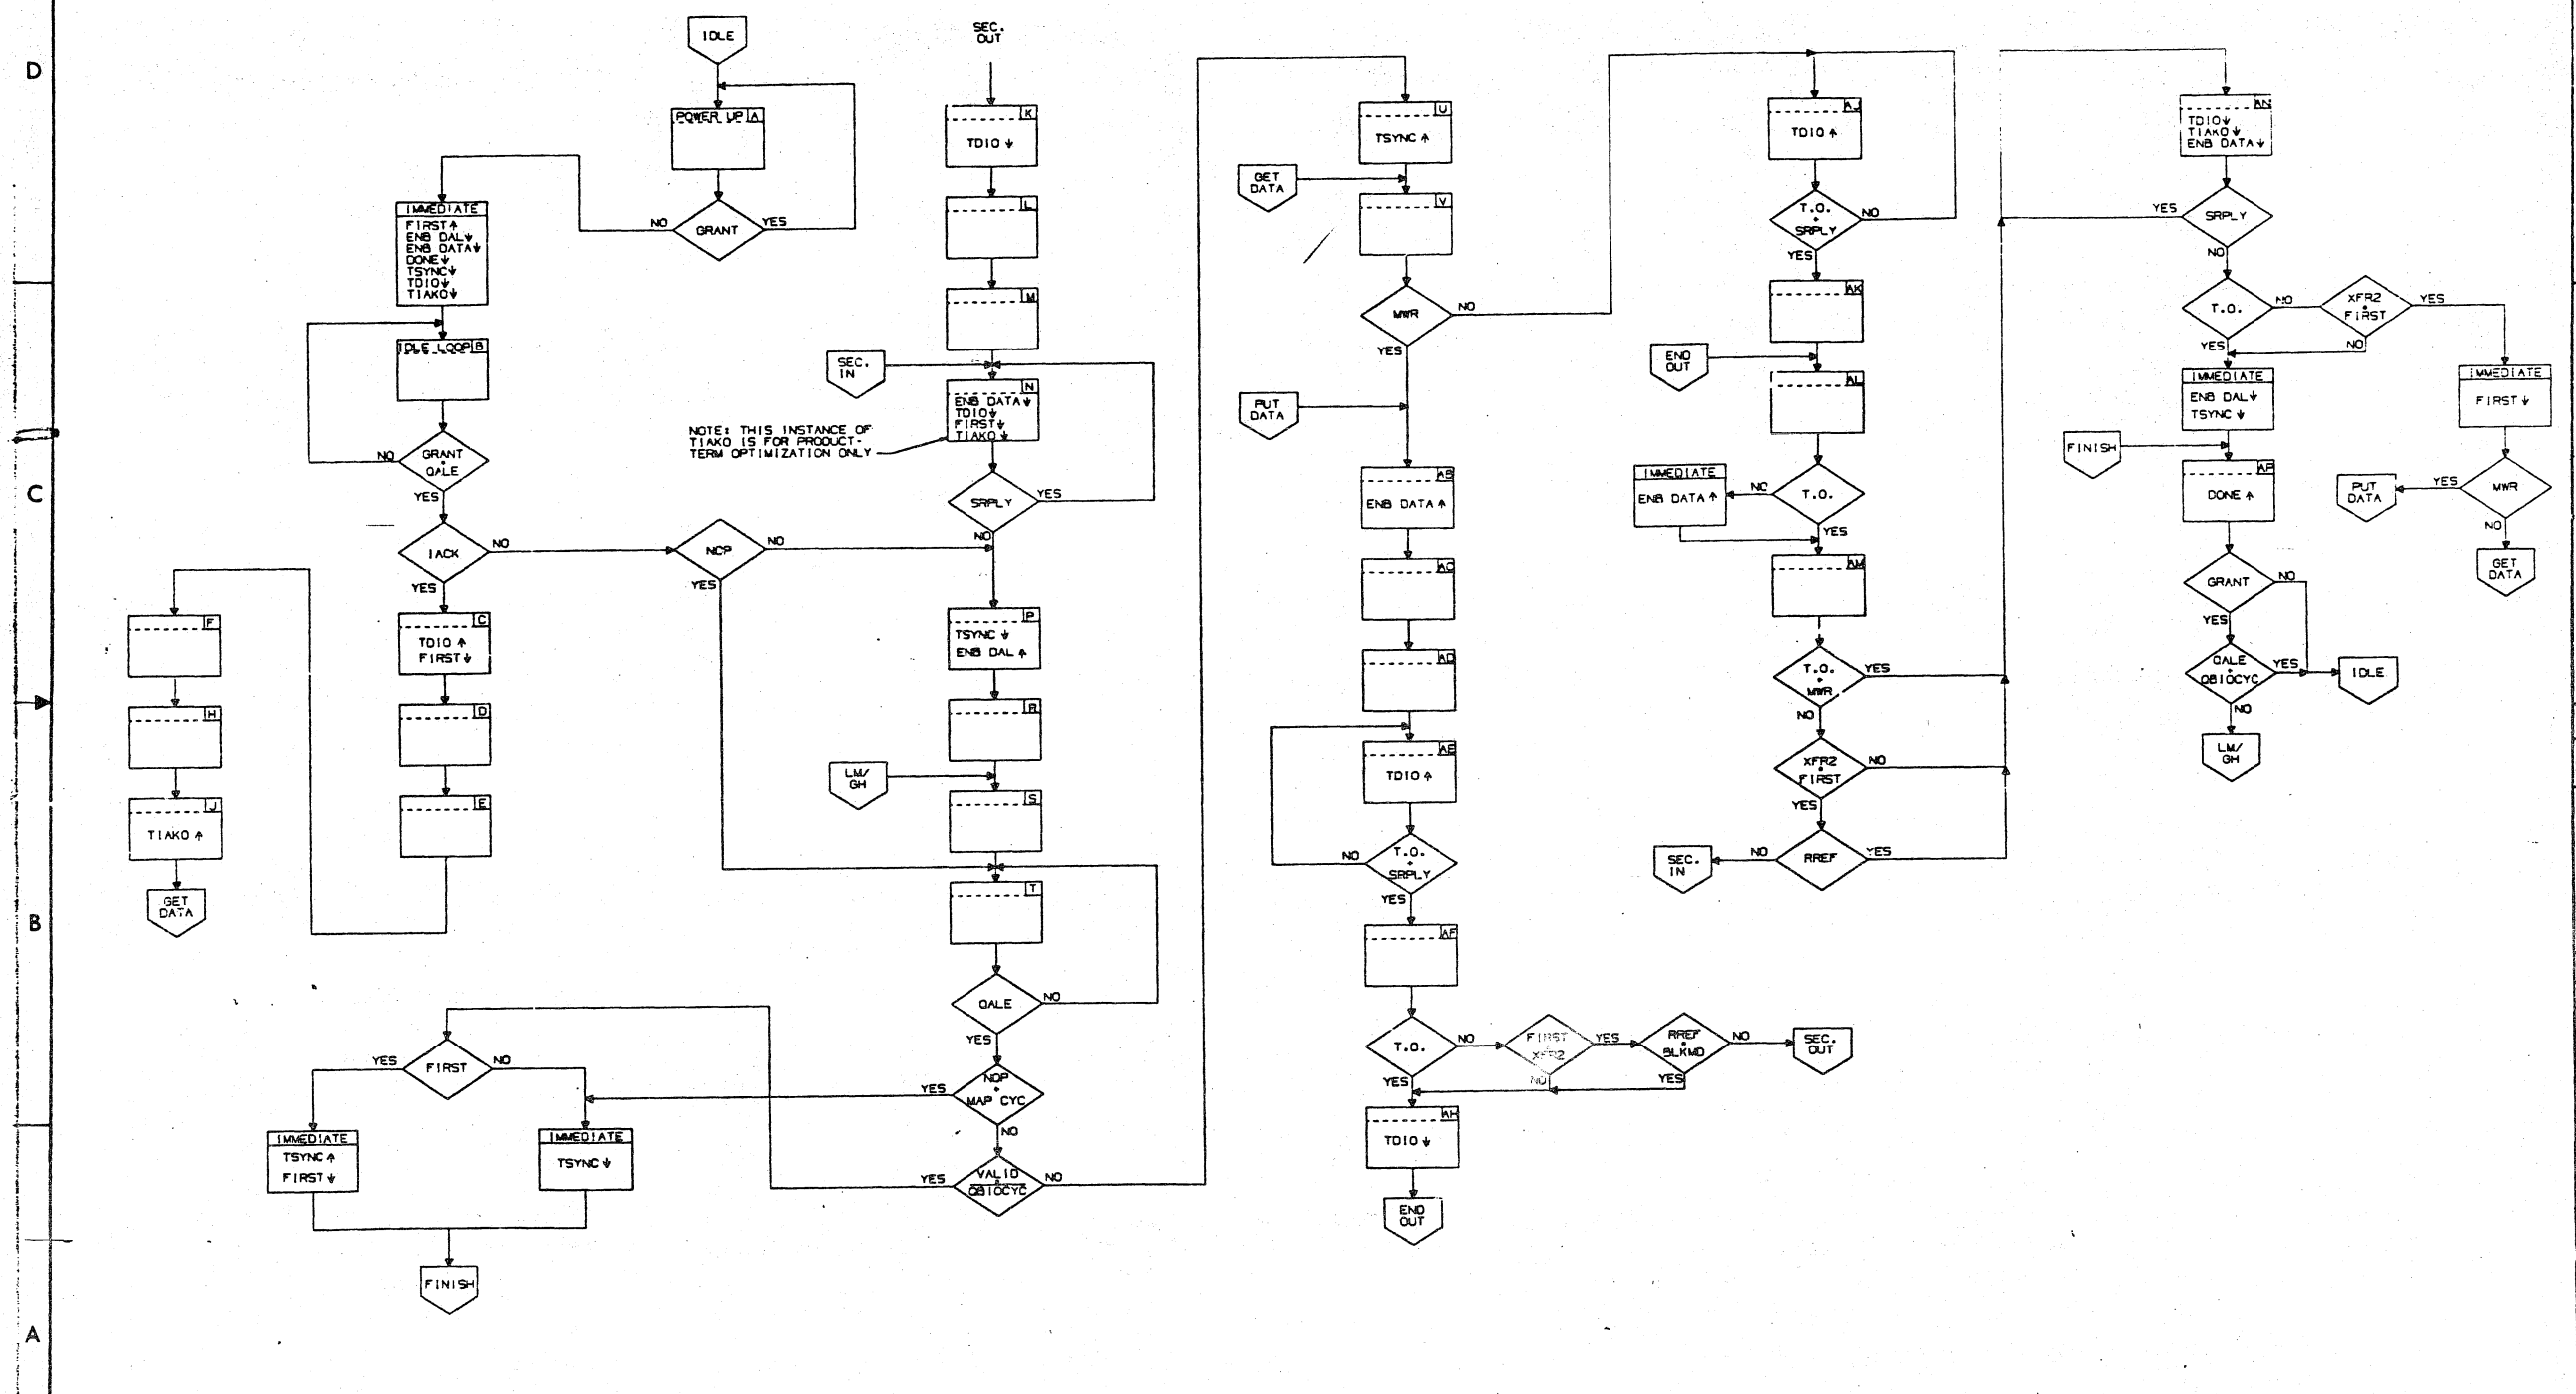 D
C
B
A
IDLE
POWER UP A
GRANT
NO
YES
IMMEDIATE
FIRST↑
ENB DAL↓
ENB DATA↓
DONE↓
TSYNC↓
TDIO↓
TIAKO↓
IDLE LOOP B
GRANT
QALE
NO
YES
IACK
NO
YES
C
TDIO ↑
FIRST ↓
D
E
F
H
J
TIAKO ↑
GET
DATA
NCP
NO
YES
SEC.
OUT
K
TDIO ↓
L
M
SEC.
IN
N
ENB DATA↓
TDIO↓
FIRST↓
TIAKO↓
NOTE: THIS INSTANCE OF
TIAKO IS FOR PRODUCT-
TERM OPTIMIZATION ONLY
SRPLY
YES
NO
P
TSYNC ↓
ENB DAL ↑
R
LM/
GH
S
T
QALE
NO
YES
NOP
MAP CYC
YES
NO
VALID
QBIOCYC
YES
NO
FIRST
YES
NO
IMMEDIATE
TSYNC ↑
FIRST ↓
IMMEDIATE
TSYNC ↓
FINISH
U
TSYNC ↑
GET
DATA
V
MWR
NO
YES
PUT
DATA
AB
ENB DATA ↑
AC
AD
AE
TDIO ↑
T.O.
+
SRPLY
NO
YES
AF
T.O.
NO
YES
FIRST
XFR2
YES
NO
RREF
BLKMD
NO
YES
SEC.
OUT
AH
TDIO ↓
END
OUT
AJ
TDIO ↑
T.O.
+
SRPLY
NO
YES
AK
END
OUT
AL
T.O.
NO
YES
IMMEDIATE
ENB DATA ↑
AM
T.O.
+
MWR
YES
NO
XFR2
FIRST
NO
YES
RREF
NO
YES
SEC.
IN
AN
TDIO↓
TIAKO↓
ENB DATA↓
SRPLY
YES
NO
T.O.
NO
YES
XFR2
FIRST
YES
NO
IMMEDIATE
ENB DAL↓
TSYNC ↓
IMMEDIATE
FIRST ↓
FINISH
AP
DONE ↑
MWR
YES
NO
PUT
DATA
GET
DATA
GRANT
NO
YES
QALE
+
QBIOCYC
YES
NO
IDLE
LM/
GH